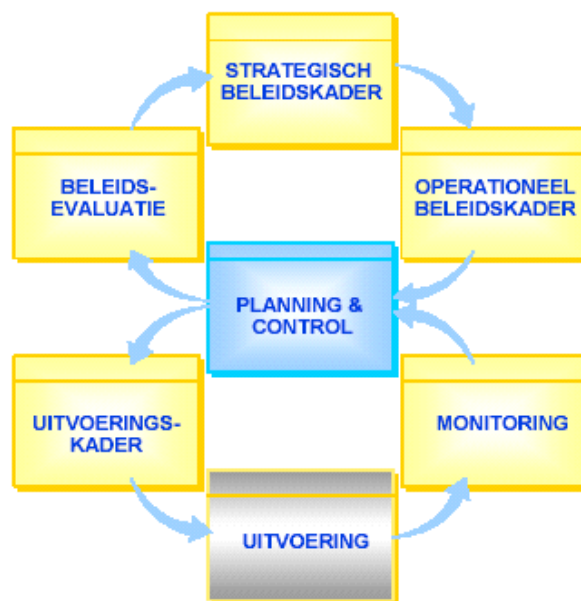 STRATEGISCH
BELEIDSKADER
BELEIDS-
EVALUATIE
OPERATIONEEL
BELEIDSKADER
PLANNING &
CONTROL
UITVOERINGS-
KADER
MONITORING
UITVOERING